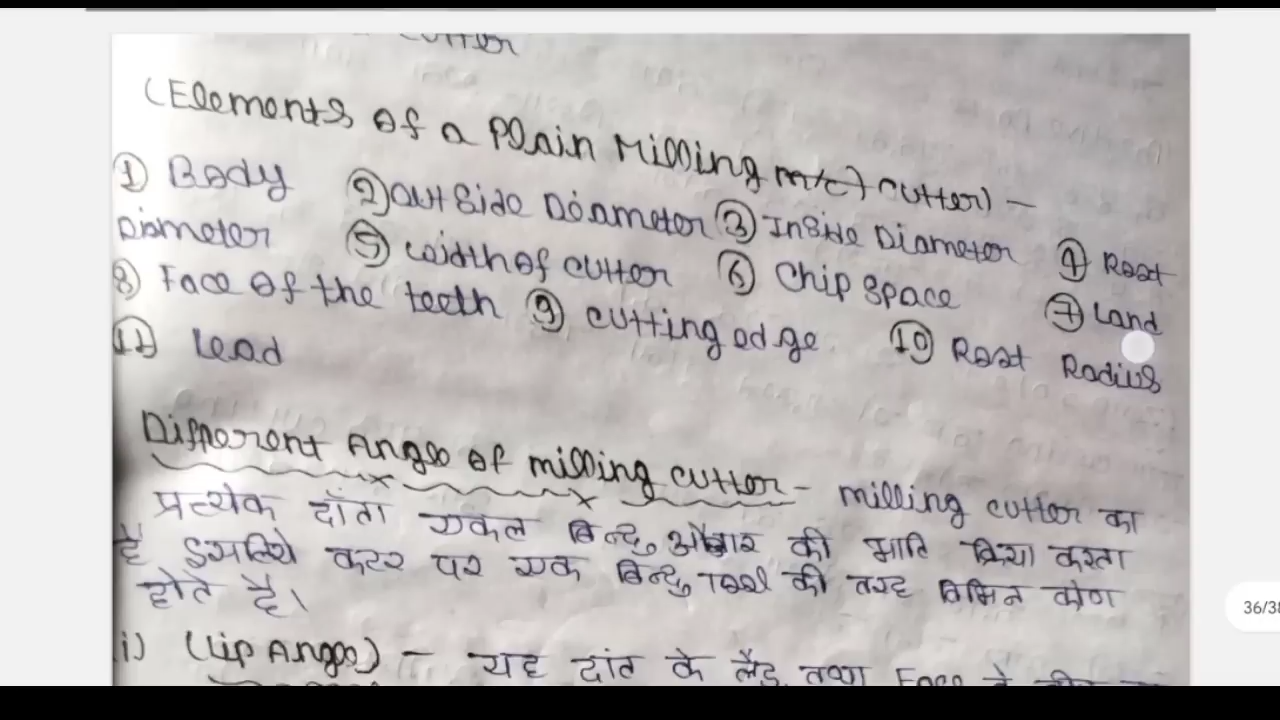 cutter
(Elements of a Plain Milling m/c) cutter) -
① Body ② Outside Diameter ③ Inside Diameter ④ Root
Diameter ⑤ Width of cutter ⑥ Chip space ⑦ Land
⑧ Face of the teeth ⑨ cutting edge ⑩ Root Radius
⑪ Lead
Different Angle of milling cutter - milling cutter का
प्रत्येक दाँता एकल बिन्दु औजार की भाति क्रिया करता
है इसलिये कटर पर एक बिन्दु Tool की तरह विभिन कोण
होते है।
i) (Lip Angle) - यह दांत के लैंड तथा Face के बीच
36/38